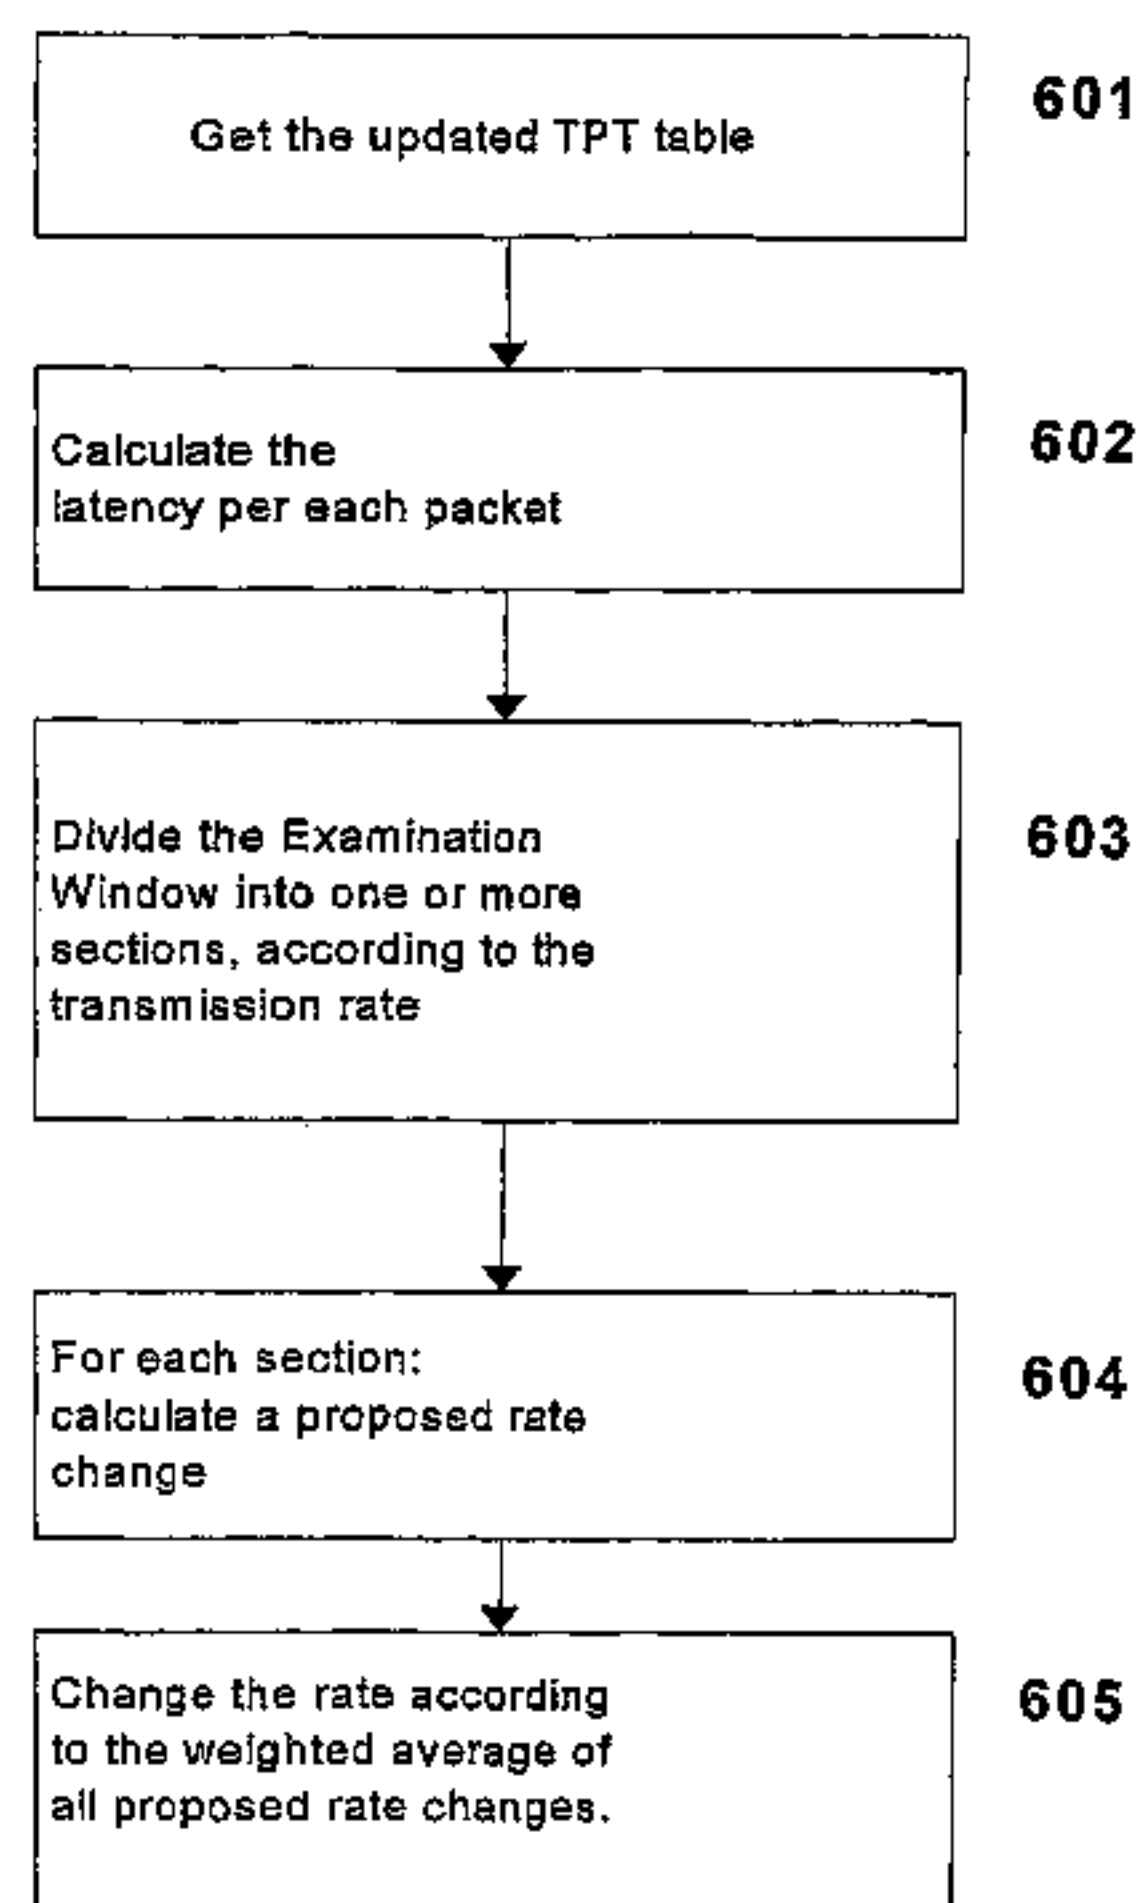 Get the updated TPT table
601
Calculate the
latency per each packet
602
Divide the Examination
Window into one or more
sections, according to the
transmission rate
603
For each section:
calculate a proposed rate
change
604
Change the rate according
to the weighted average of
all proposed rate changes.
605